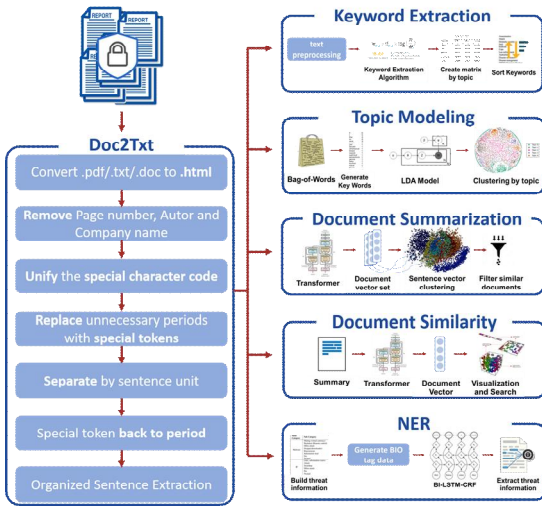 REPORT
REPORT
REPORT
REPORT
Doc2Txt
Convert .pdf/.txt/.doc to .html
Remove Page number, Autor and
Company name
Unify the special character code
Replace unnecessary periods
with special tokens
Separate by sentence unit
Special token back to period
Organized Sentence Extraction
Keyword Extraction
text
preprocessing
Keyword Extraction
Algorithm
Create matrix
by topic
Sort Keywords
Topic Modeling
Bag-of-Words
Generate
Key Words
LDA Model
Clustering by topic
Document Summarization
Transformer
Document
vector set
Sentence vector
clustering
Filter similar
documents
Document Similarity
Summary
Transformer
Document
Vector
Visualization
and Search
NER
Build threat
information
Generate BIO
tag data
BI-LSTM-CRF
Extract threat
information